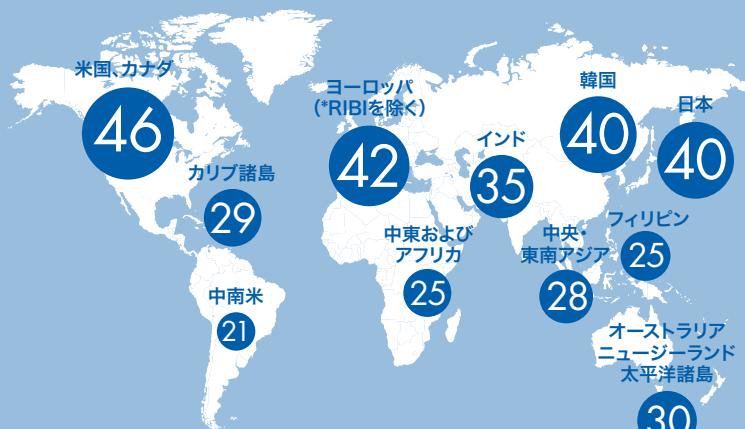 米国、カナダ
46
カリブ諸島
29
中南米
21
ヨーロッパ
（*RIBIを除く）
42
中東および
アフリカ
25
インド
35
韓国
40
日本
40
フィリピン
25
中央・
東南アジア
28
オーストラリア
ニュージーランド
太平洋諸島
30